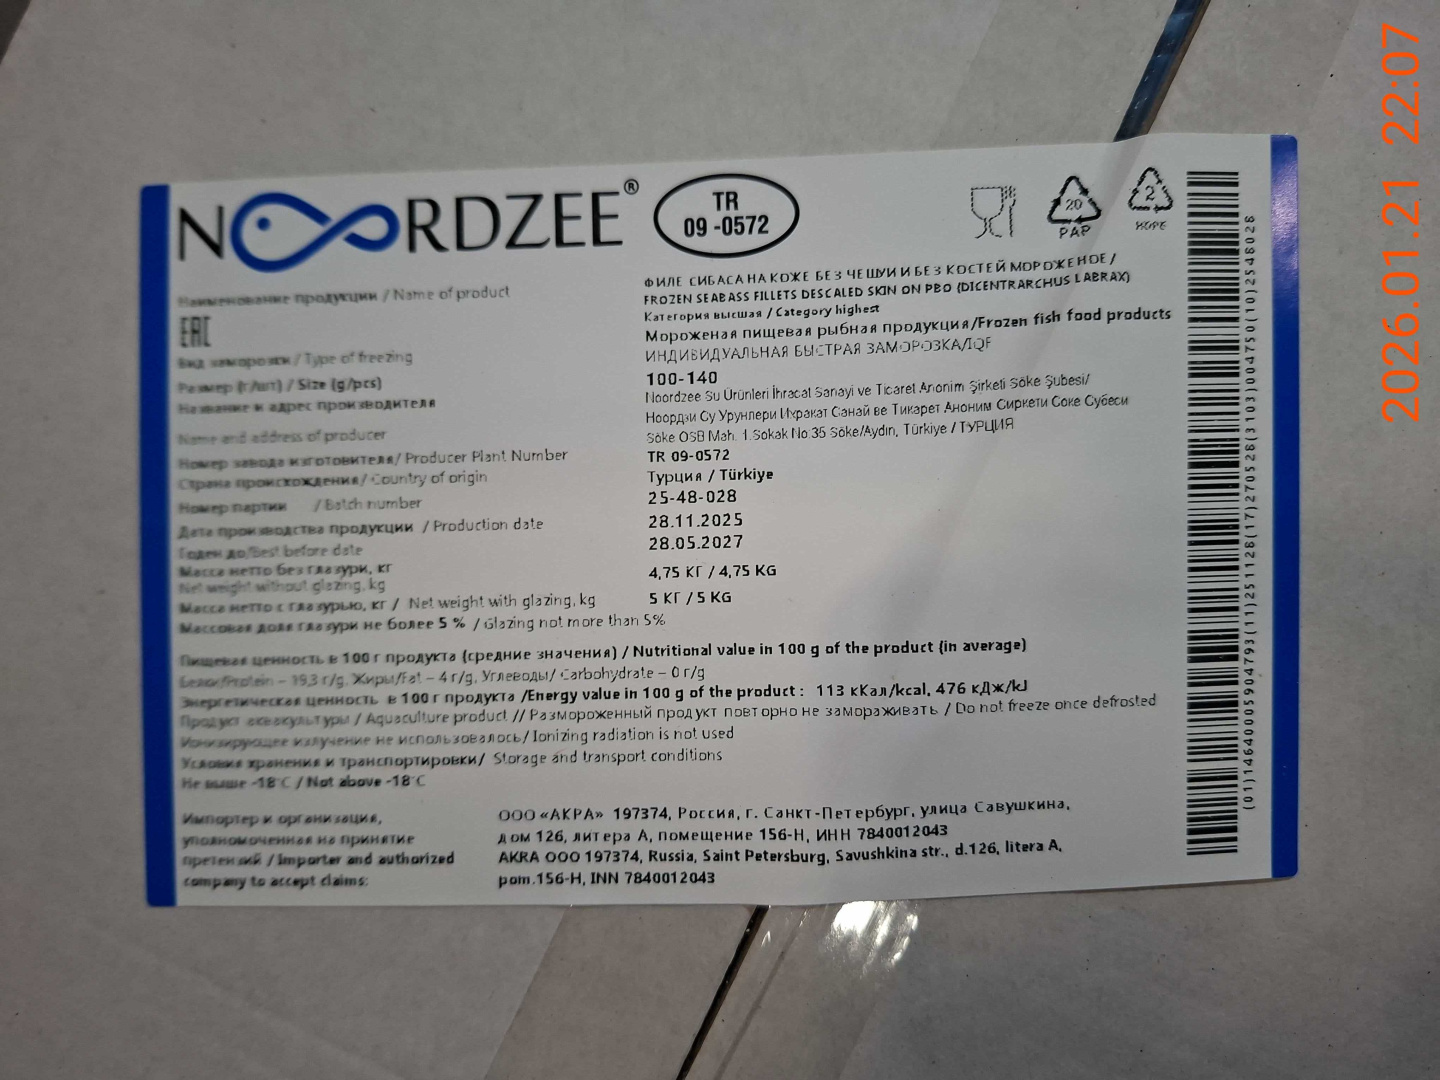 NOORDZEE®
TR
09 -0572
20
PAP
2
HDPE
Наименование продукции / Name of product
ФИЛЕ СИБАСА НА КОЖЕ БЕЗ ЧЕШУИ И БЕЗ КОСТЕЙ МОРОЖЕНОЕ /
FROZEN SEABASS FILLETS DESCALED SKIN ON PBO (DICENTRARCHUS LABRAX)
Категория высшая / Category highest
EAC
Мороженая пищевая рыбная продукция/Frozen fish food products
Вид заморозки / Type of freezing
ИНДИВИДУАЛЬНАЯ БЫСТРАЯ ЗАМОРОЗКА/IQF
Размер (г/шт) / Size (g/pcs)
100-140
Название и адрес производителя
Noordzee Su Ürünleri İhracat Sanayi ve Ticaret Anonim Şirketi Söke Şubesi/
Ноордзи Су Урунлери Ихракат Санай ве Тикарет Аноним Сиркети Соке Субеси
Name and address of producer
Söke OSB Mah. 1.Sokak No:35 Söke/Aydın, Türkiye / ТУРЦИЯ
Номер завода изготовителя/ Producer Plant Number
TR 09-0572
Страна происхождения/ Country of origin
Турция / Türkiye
Номер партии / Batch number
25-48-028
Дата производства продукции / Production date
28.11.2025
Годен до/Best before date
28.05.2027
Масса нетто без глазури, кг
Net weight without glazing, kg
4,75 КГ / 4,75 KG
Масса нетто с глазурью, кг / Net weight with glazing, kg
5 КГ / 5 KG
Массовая доля глазури не более 5 % / Glazing not more than 5%
Пищевая ценность в 100 г продукта (средние значения) / Nutritional value in 100 g of the product (in average)
Белок/Protein – 19,3 г/g, Жиры/Fat – 4 г/g, Углеводы/ Carbohydrate – 0 г/g
Энергетическая ценность в 100 г продукта /Energy value in 100 g of the product : 113 кКал/kcal, 476 кДж/kJ
Продукт аквакультуры / Aquaculture product // Размороженный продукт повторно не замораживать / Do not freeze once defrosted
Ионизирующее излучение не использовалось/ Ionizing radiation is not used
Условия хранения и транспортировки/ Storage and transport conditions
Не выше -18°C / Not above -18°C
Импортер и организация,
уполномоченная на принятие
претензий / Importer and authorized
company to accept claims:
ООО «АКРА» 197374, Россия, г. Санкт-Петербург, улица Савушкина,
дом 126, литера А, помещение 156-Н, ИНН 7840012043
AKRA OOO 197374, Russia, Saint Petersburg, Savushkina str., d.126, litera A,
pom.156-H, INN 7840012043
(01)14640005904793(11)251128(17)270528(3103)004750(10)2548028
2026.01.21 22:07